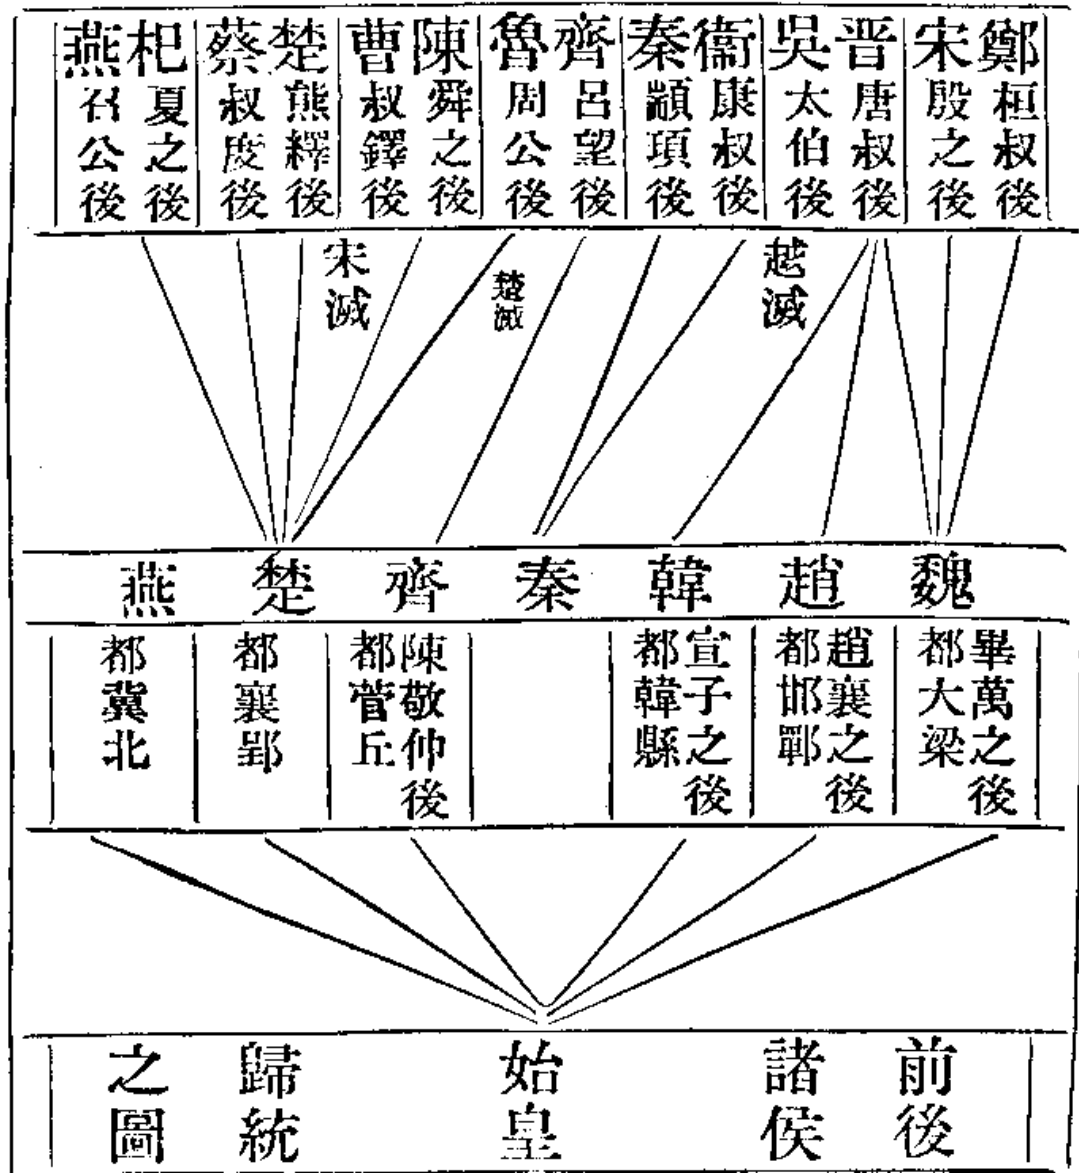 鄭桓叔後
宋殷之後
晋唐叔後
吳太伯後
衞康叔後
秦顓頊後
齊呂望後
魯周公後
陳舜之後
曹叔鐸後
楚熊繹後
蔡叔度後
杞夏之後
燕召公後
越滅
楚滅
宋滅
魏
畢萬之後
都大梁
趙
趙襄之後
都邯鄲
韓
宣子之後
都韓縣
秦
齊
陳敬仲後
都菅丘
楚
都襄郢
燕
都冀北
前後
諸侯
始皇
歸統
之圖